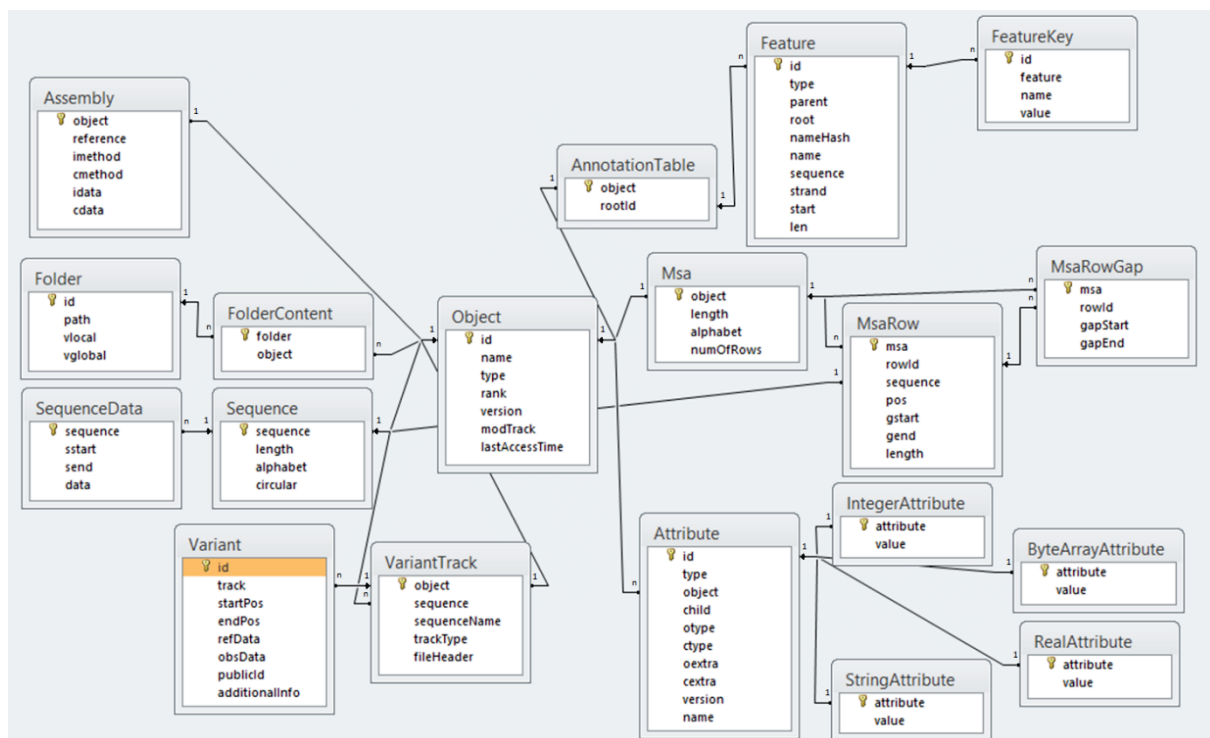 Assembly
object
reference
imethod
cmethod
idata
cdata
Folder
id
path
vlocal
vglobal
FolderContent
folder
object
SequenceData
sequence
sstart
send
data
Sequence
sequence
length
alphabet
circular
Variant
id
track
startPos
endPos
refData
obsData
publicId
additionalInfo
VariantTrack
object
sequence
sequenceName
trackType
fileHeader
Object
id
name
type
rank
version
modTrack
lastAccessTime
AnnotationTable
object
rootId
Feature
id
type
parent
root
nameHash
name
sequence
strand
start
len
FeatureKey
id
feature
name
value
Msa
object
length
alphabet
numOfRows
MsaRow
msa
rowId
sequence
pos
gstart
gend
length
MsaRowGap
msa
rowId
gapStart
gapEnd
Attribute
id
type
object
child
otype
ctype
oextra
cextra
version
name
IntegerAttribute
attribute
value
ByteArrayAttribute
attribute
value
RealAttribute
attribute
value
StringAttribute
attribute
value